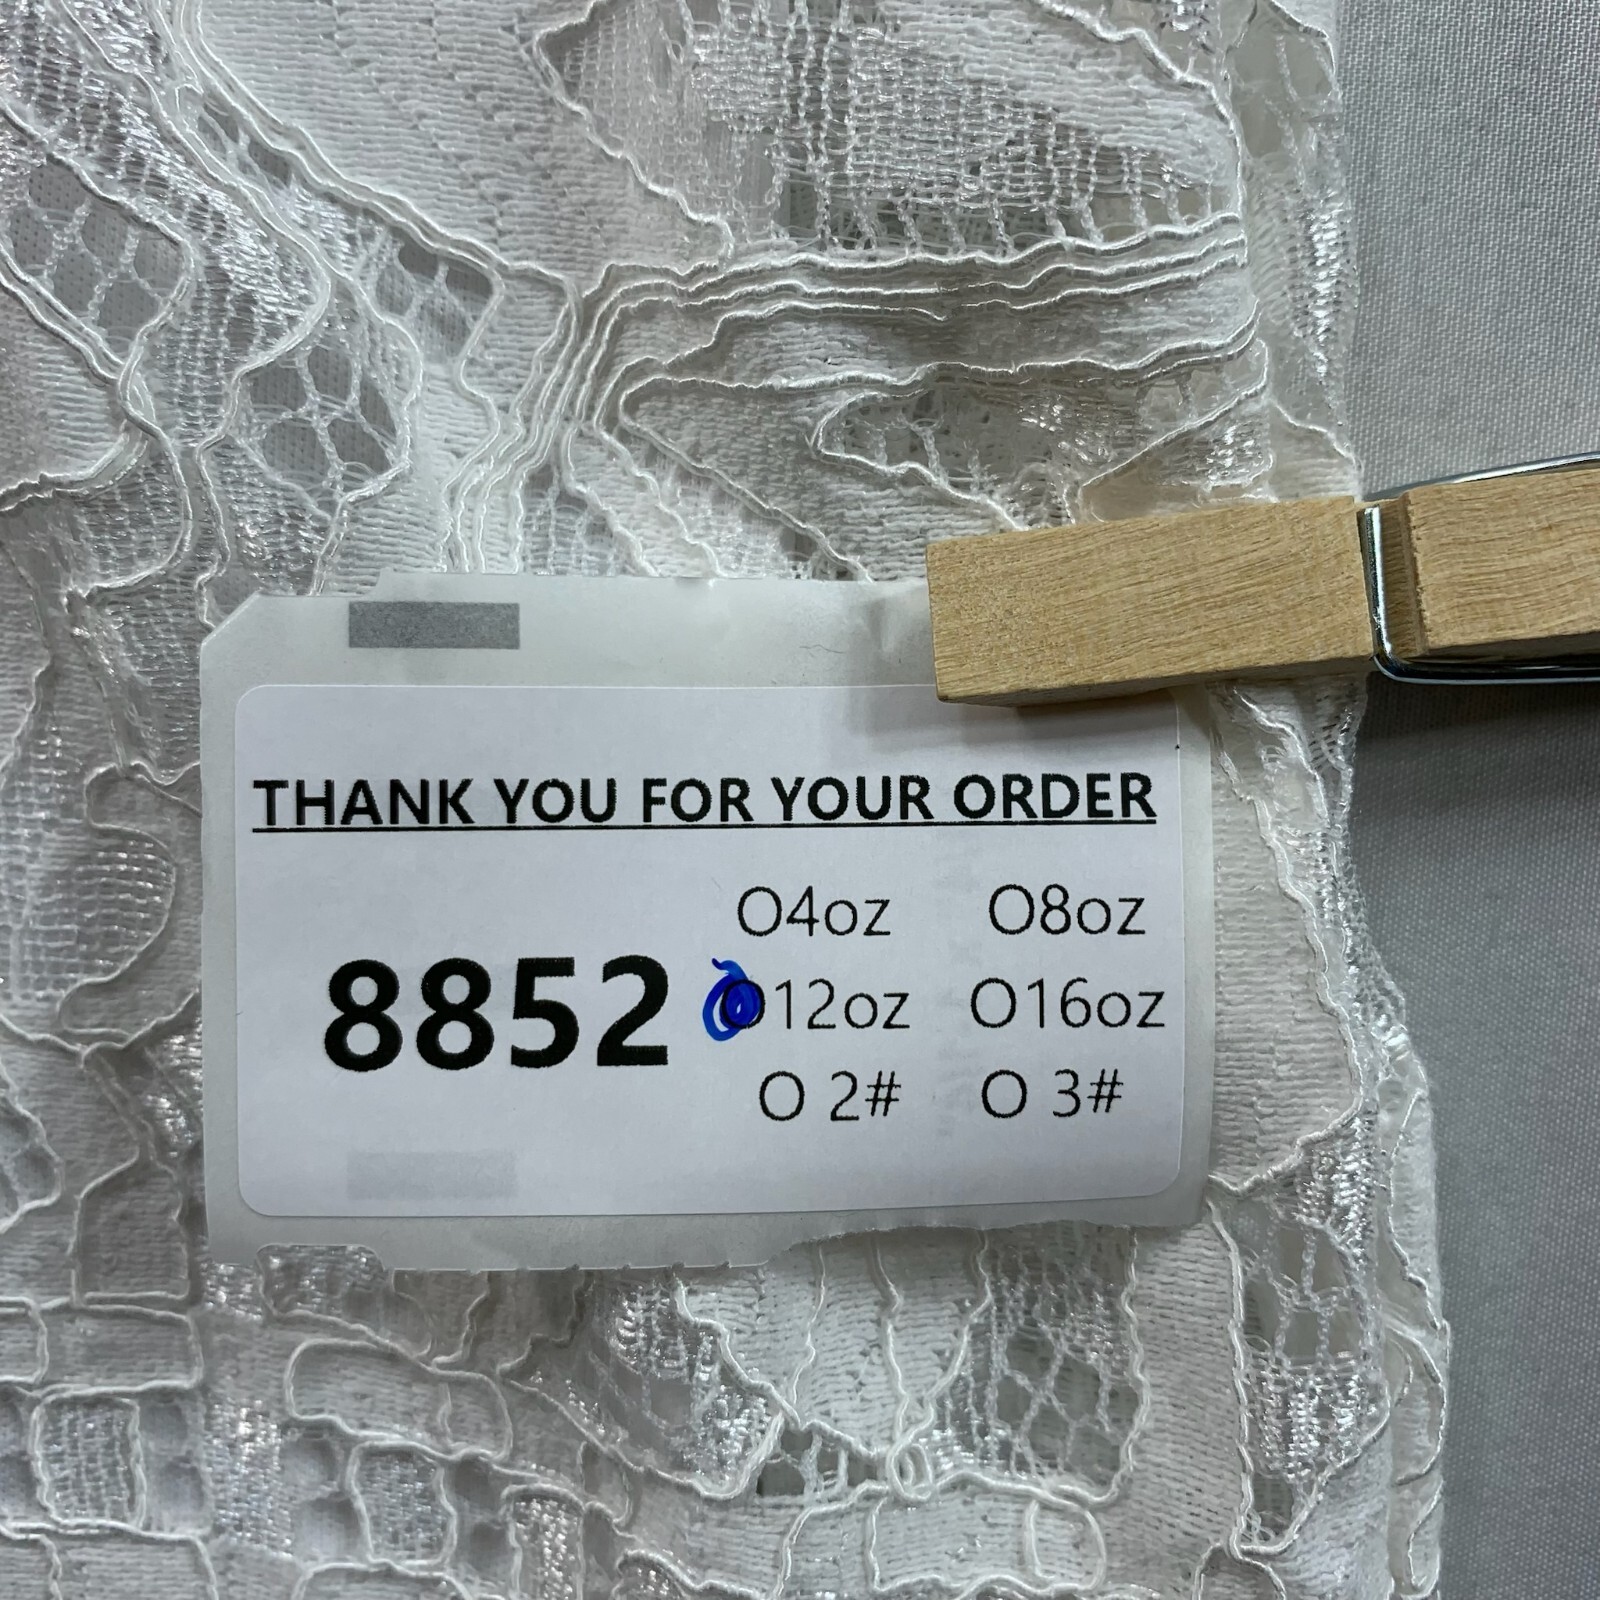 THANK YOU FOR YOUR ORDER
8852
O4oz O8oz
O12oz O16oz
O 2# O 3#